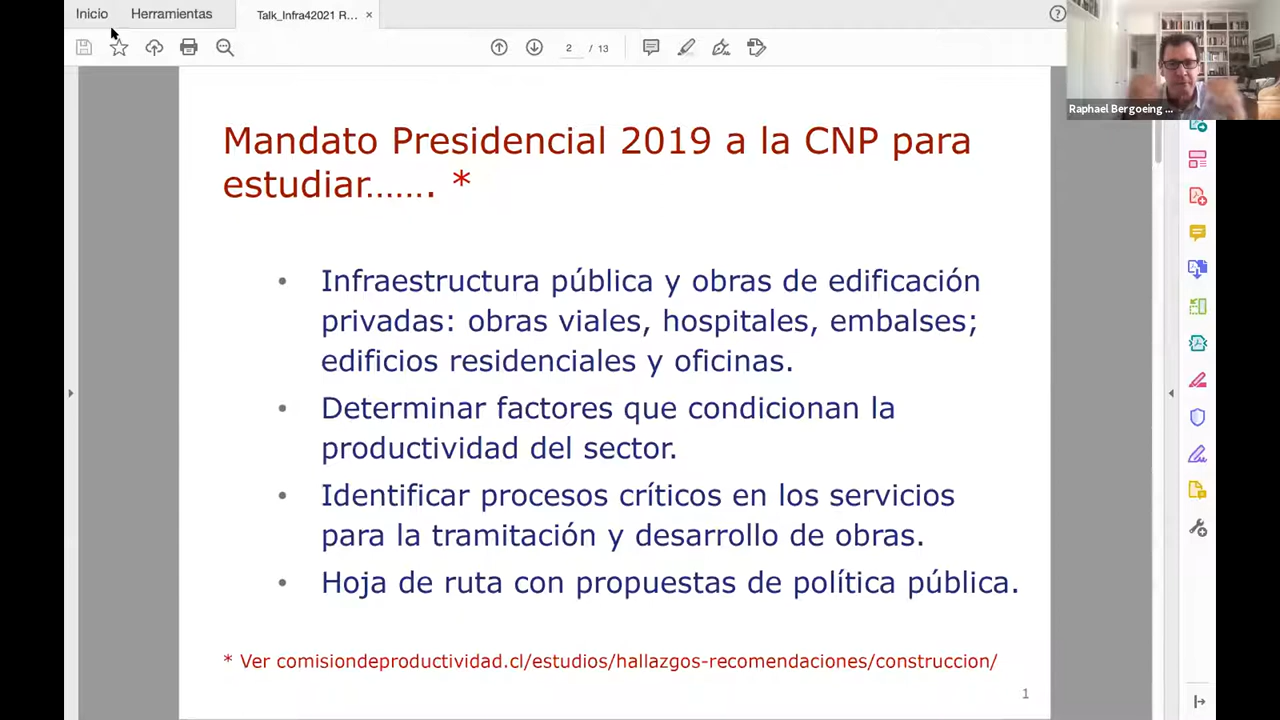 Inicio
Herramientas
Talk_Infra42021 R... ×
2 / 13
Raphael Bergoeing ...
Mandato Presidencial 2019 a la CNP para
estudiar……. *
• Infraestructura pública y obras de edificación
privadas: obras viales, hospitales, embalses;
edificios residenciales y oficinas.
• Determinar factores que condicionan la
productividad del sector.
• Identificar procesos críticos en los servicios
para la tramitación y desarrollo de obras.
• Hoja de ruta con propuestas de política pública.
* Ver comisiondeproductividad.cl/estudios/hallazgos-recomendaciones/construccion/
1